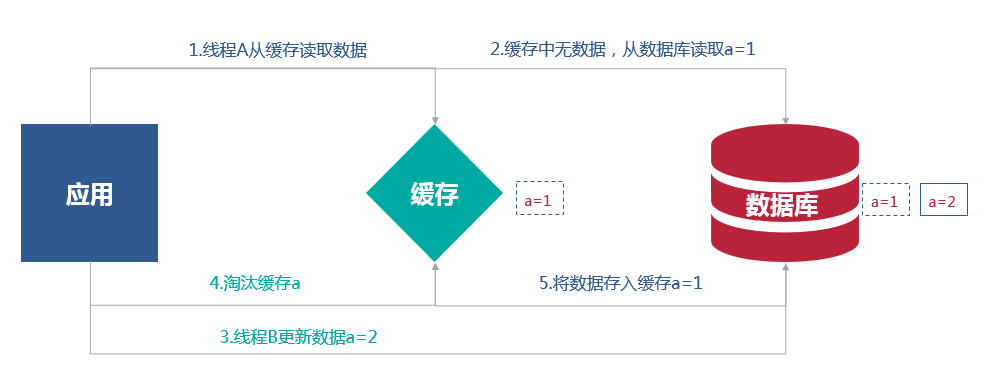 1.线程A从缓存读取数据
2.缓存中无数据，从数据库读取a=1
应用
缓存
a=1
数据库
a=1
a=2
4.淘汰缓存a
5.将数据存入缓存a=1
3.线程B更新数据a=2